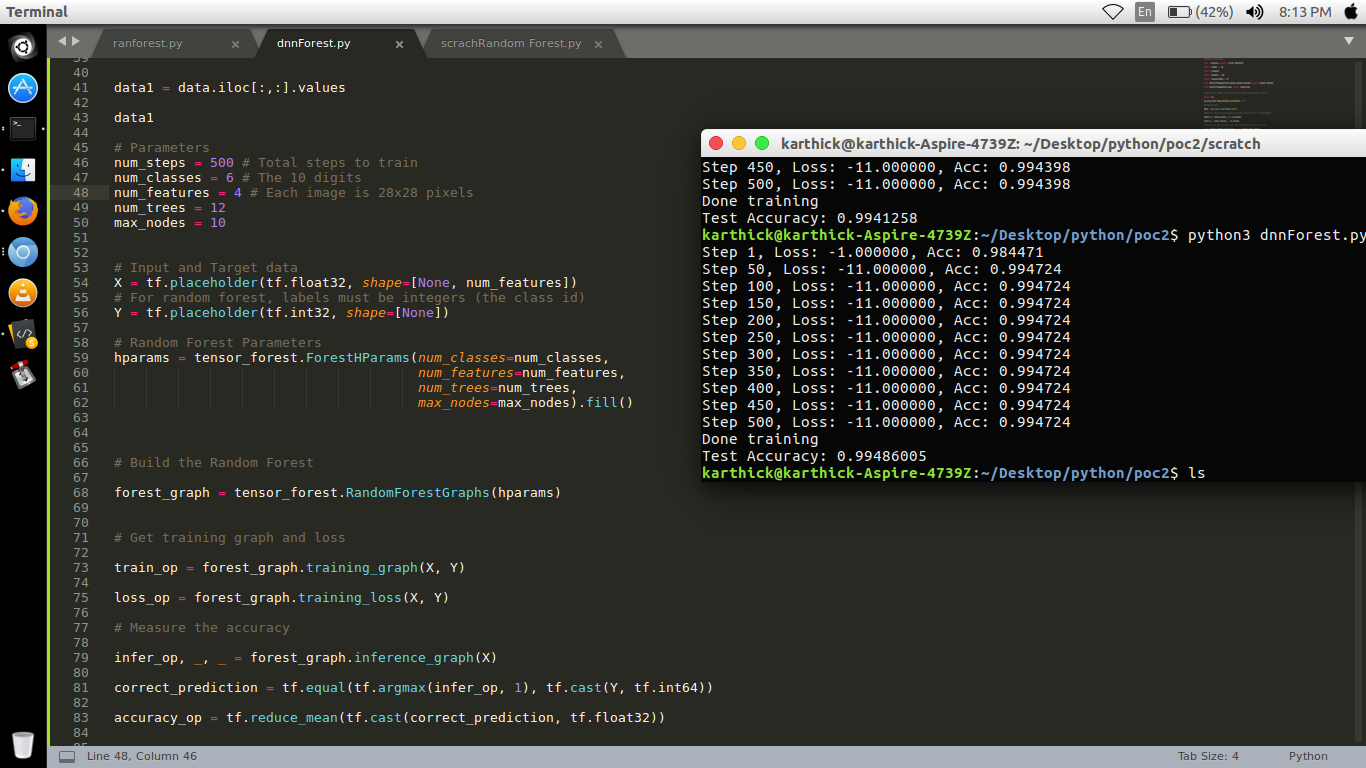 Terminal
En
(42%)
8:13 PM
ranforest.py ×
dnnForest.py ×
scrachRandom Forest.py ×
39
40
41 data1 = data.iloc[:,:].values
42
43 data1
44
45 # Parameters
46 num_steps = 500 # Total steps to train
47 num_classes = 6 # The 10 digits
48 num_features = 4 # Each image is 28x28 pixels
49 num_trees = 12
50 max_nodes = 10
51
52
53 # Input and Target data
54 X = tf.placeholder(tf.float32, shape=[None, num_features])
55 # For random forest, labels must be integers (the class id)
56 Y = tf.placeholder(tf.int32, shape=[None])
57
58 # Random Forest Parameters
59 hparams = tensor_forest.ForestHParams(num_classes=num_classes,
60 num_features=num_features,
61 num_trees=num_trees,
62 max_nodes=max_nodes).fill()
63
64
65
66 # Build the Random Forest
67
68 forest_graph = tensor_forest.RandomForestGraphs(hparams)
69
70
71 # Get training graph and loss
72
73 train_op = forest_graph.training_graph(X, Y)
74
75 loss_op = forest_graph.training_loss(X, Y)
76
77 # Measure the accuracy
78
79 infer_op, _, _ = forest_graph.inference_graph(X)
80
81 correct_prediction = tf.equal(tf.argmax(infer_op, 1), tf.cast(Y, tf.int64))
82
83 accuracy_op = tf.reduce_mean(tf.cast(correct_prediction, tf.float32))
84
85
karthick@karthick-Aspire-4739Z: ~/Desktop/python/poc2/scratch
Step 450, Loss: -11.000000, Acc: 0.994398
Step 500, Loss: -11.000000, Acc: 0.994398
Done training
Test Accuracy: 0.9941258
karthick@karthick-Aspire-4739Z:~/Desktop/python/poc2$ python3 dnnForest.py
Step 1, Loss: -1.000000, Acc: 0.984471
Step 50, Loss: -11.000000, Acc: 0.994724
Step 100, Loss: -11.000000, Acc: 0.994724
Step 150, Loss: -11.000000, Acc: 0.994724
Step 200, Loss: -11.000000, Acc: 0.994724
Step 250, Loss: -11.000000, Acc: 0.994724
Step 300, Loss: -11.000000, Acc: 0.994724
Step 350, Loss: -11.000000, Acc: 0.994724
Step 400, Loss: -11.000000, Acc: 0.994724
Step 450, Loss: -11.000000, Acc: 0.994724
Step 500, Loss: -11.000000, Acc: 0.994724
Done training
Test Accuracy: 0.99486005
karthick@karthick-Aspire-4739Z:~/Desktop/python/poc2$ ls
Line 48, Column 46
Tab Size: 4
Python